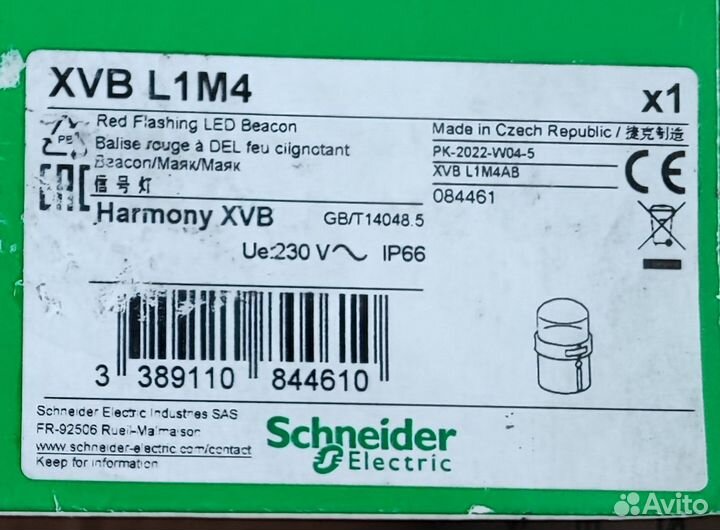 XVB L1M4
x1
Red Flashing LED Beacon
Balise rouge à DEL feu clignotant
Beacon/Маяк/Маяк
信号灯
PE
EAC
Made in Czech Republic / 捷克制造
PK-2022-W04-5
XVB L1M4AB
084461
CE
Harmony XVB
GB/T14048.5
Ue:230 V～ IP66
3 389110 844610
Schneider Electric Industries SAS
FR-92506 Rueil-Malmaison
www.schneider-electric.com/contact
Keep for information
Schneider
Electric
Avito